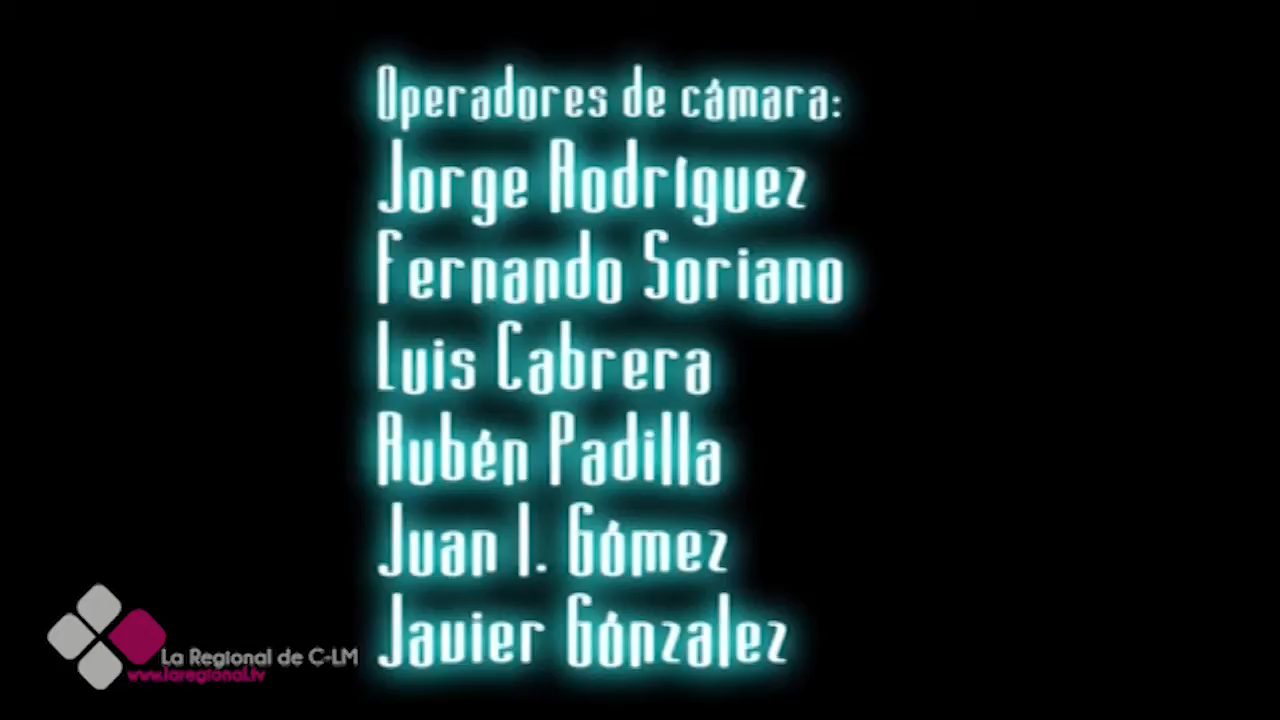 Operadores de cámara:
Jorge Rodríguez
Fernando Soriano
Luis Cabrera
Rubén Padilla
Juan I. Gómez
Javier Gónzalez
La Regional de C-LM
www.laregional.tv